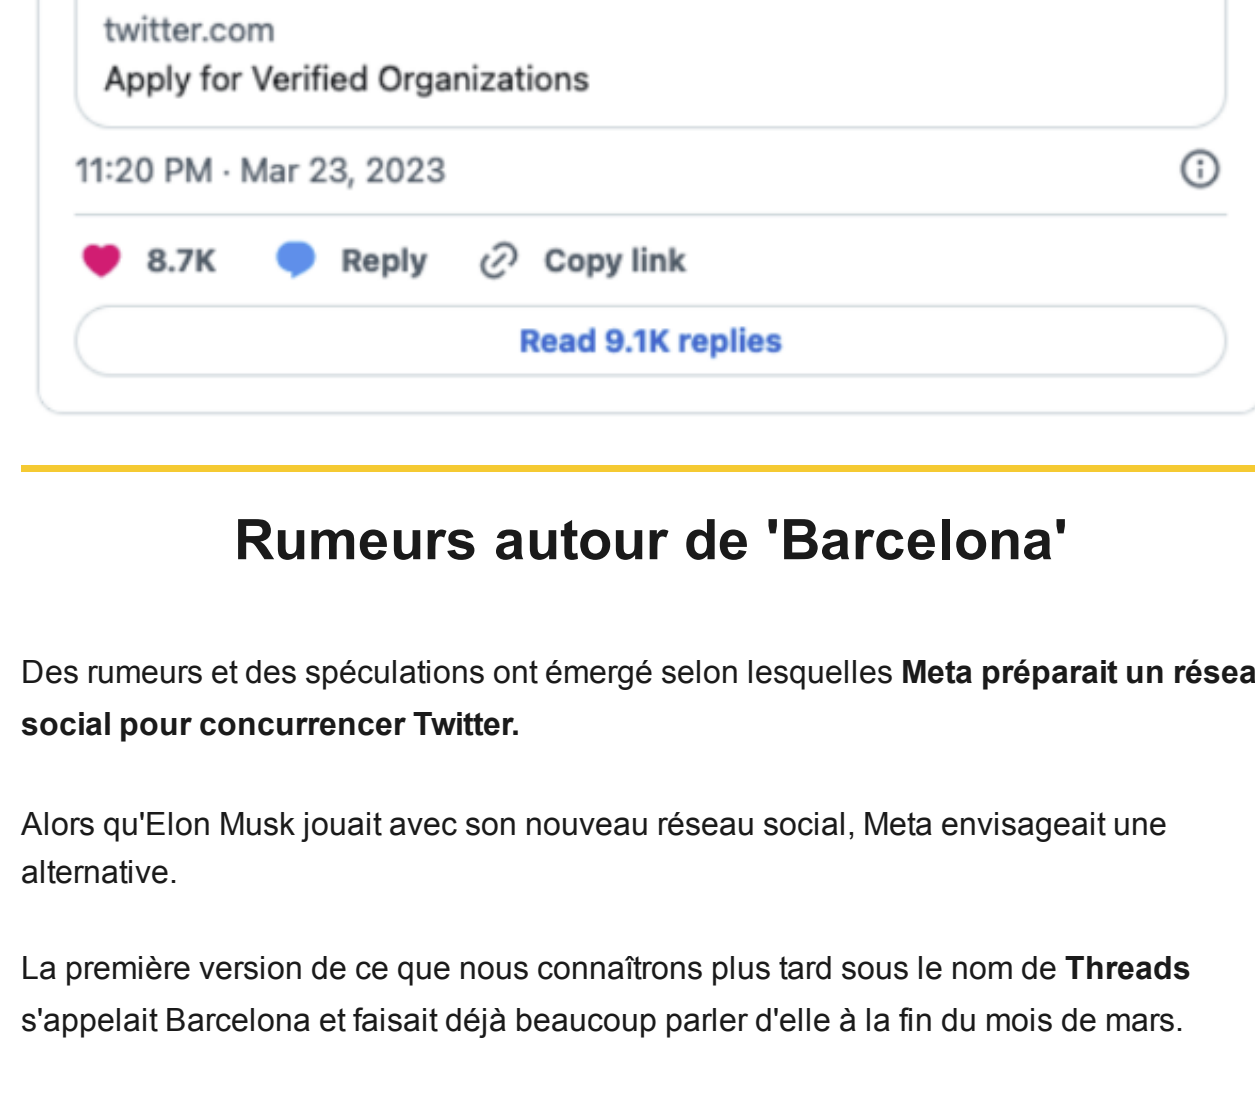 twitter.com
Apply for Verified Organizations
11:20 PM · Mar 23, 2023
8.7K Reply Copy link
Read 9.1K replies
Rumeurs autour de 'Barcelona'
Des rumeurs et des spéculations ont émergé selon lesquelles Meta préparait un résea
social pour concurrencer Twitter.
Alors qu'Elon Musk jouait avec son nouveau réseau social, Meta envisageait une
alternative.
La première version de ce que nous connaîtrons plus tard sous le nom de Threads
s'appelait Barcelona et faisait déjà beaucoup parler d'elle à la fin du mois de mars.